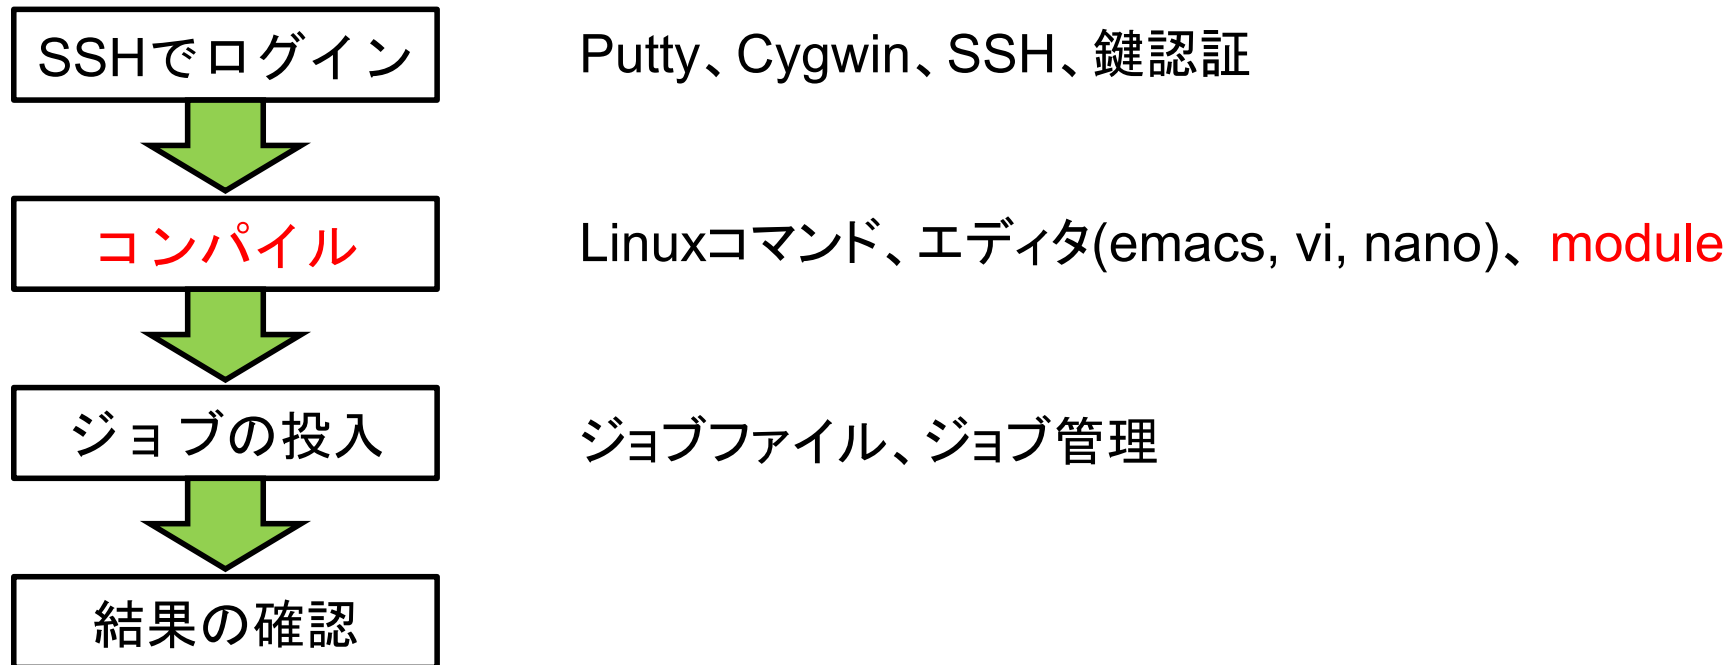 SSHでログイン
Putty、Cygwin、SSH、鍵認証
コンパイル
Linuxコマンド、エディタ(emacs, vi, nano)、 module
ジョブの投入
ジョブファイル、ジョブ管理
結果の確認